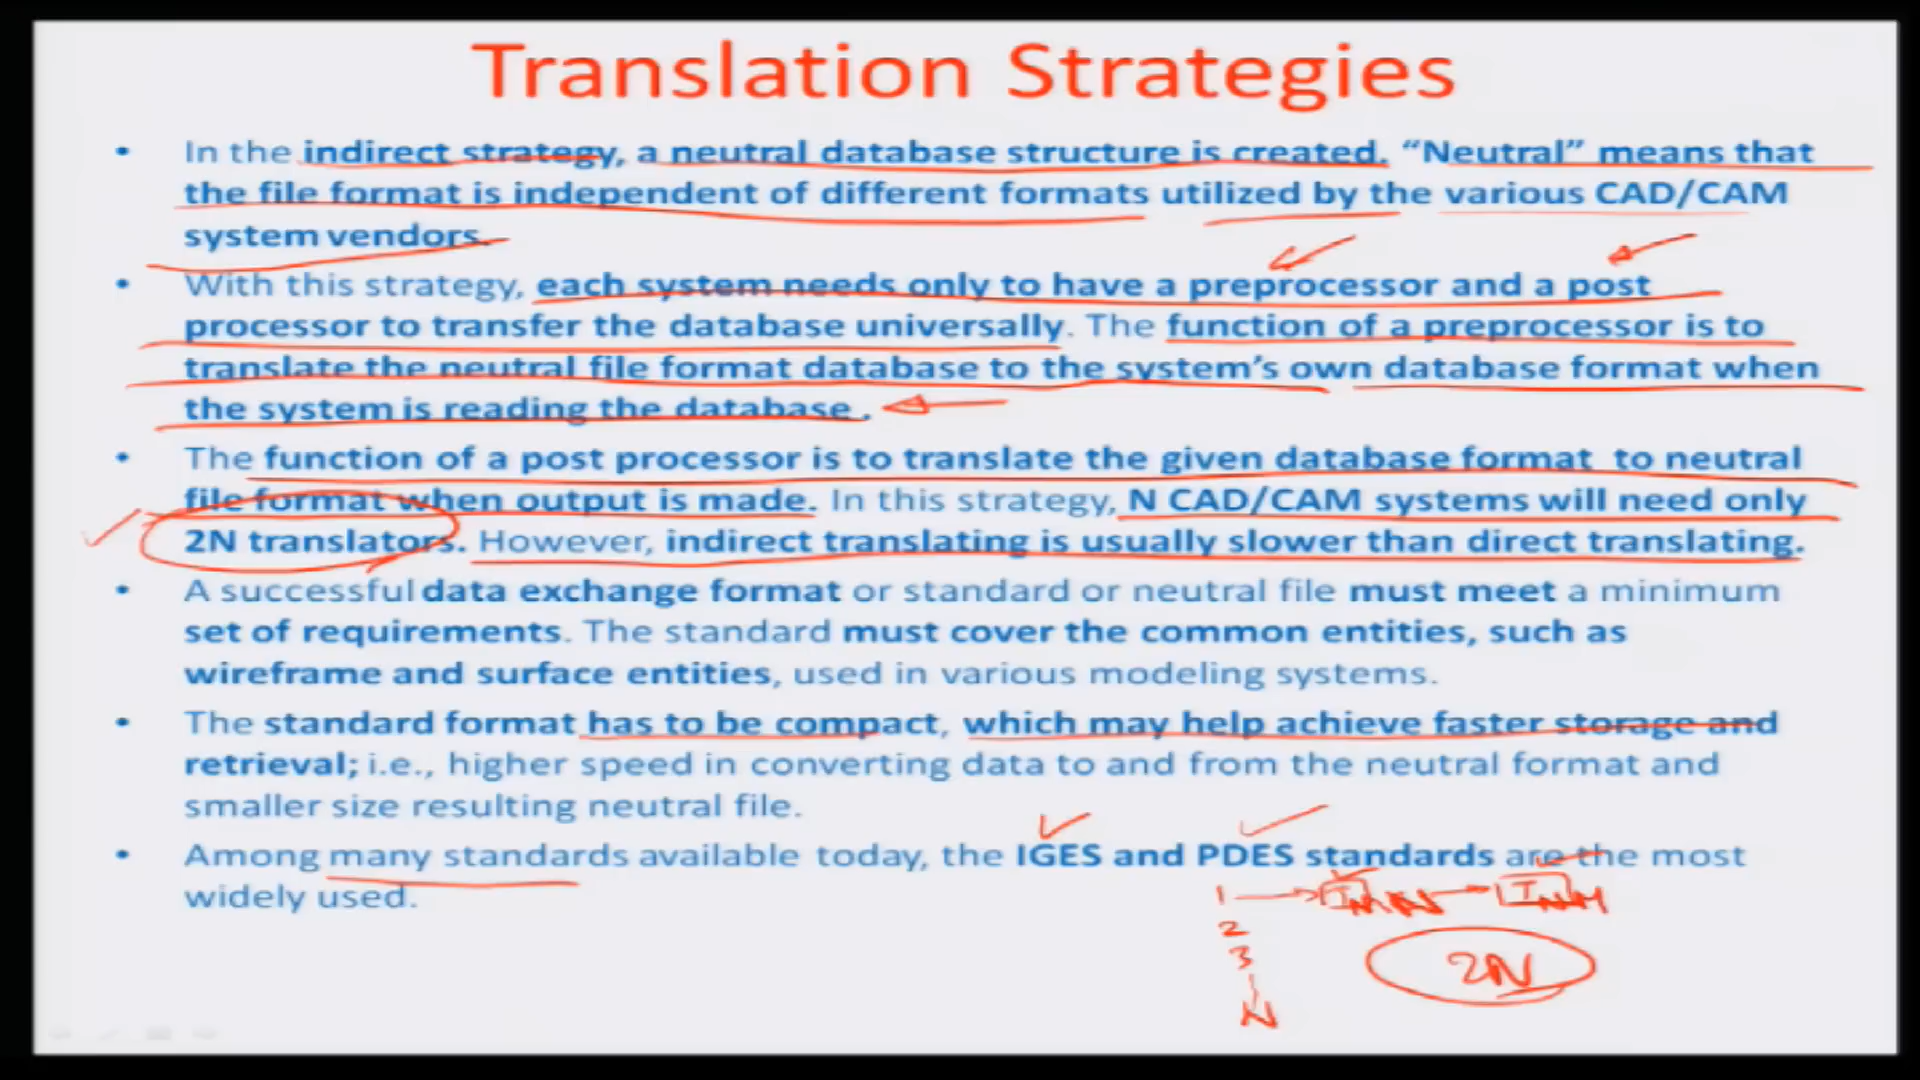 Translation Strategies
• In the indirect strategy, a neutral database structure is created. “Neutral” means that
the file format is independent of different formats utilized by the various CAD/CAM
system vendors.
• With this strategy, each system needs only to have a preprocessor and a post
processor to transfer the database universally. The function of a preprocessor is to
translate the neutral file format database to the system’s own database format when
the system is reading the database .
• The function of a post processor is to translate the given database format to neutral
file format when output is made. In this strategy, N CAD/CAM systems will need only
2N translators. However, indirect translating is usually slower than direct translating.
• A successful data exchange format or standard or neutral file must meet a minimum
set of requirements. The standard must cover the common entities, such as
wireframe and surface entities, used in various modeling systems.
• The standard format has to be compact, which may help achieve faster storage and
retrieval; i.e., higher speed in converting data to and from the neutral format and
smaller size resulting neutral file.
• Among many standards available today, the IGES and PDES standards are the most
widely used.
1
2
3
N
2N